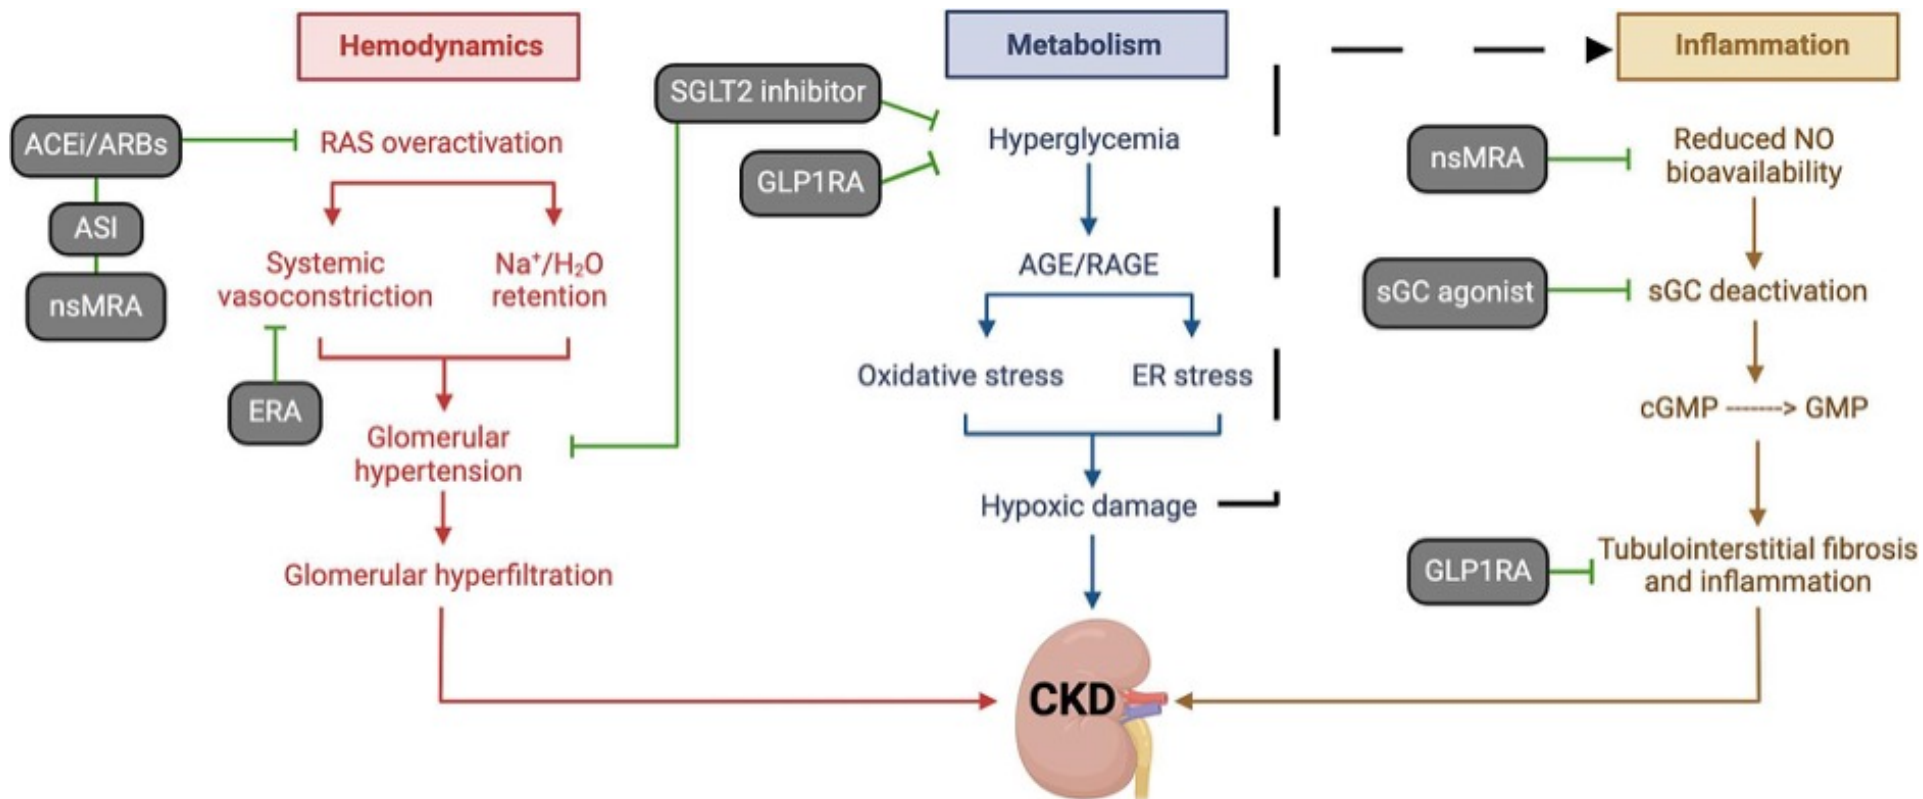 Hemodynamics
Metabolism
Inflammation
SGLT2 inhibitor
ACEi/ARBs
RAS overactivation
Hyperglycemia
nsMRA
Reduced NO
bioavailability
GLP1RA
ASI
Systemic
vasoconstriction
Na⁺/H₂O
retention
AGE/RAGE
nsMRA
sGC agonist
sGC deactivation
Oxidative stress
ER stress
ERA
cGMP -------> GMP
Glomerular
hypertension
Hypoxic damage
Glomerular hyperfiltration
GLP1RA
Tubulointerstitial fibrosis
and inflammation
CKD